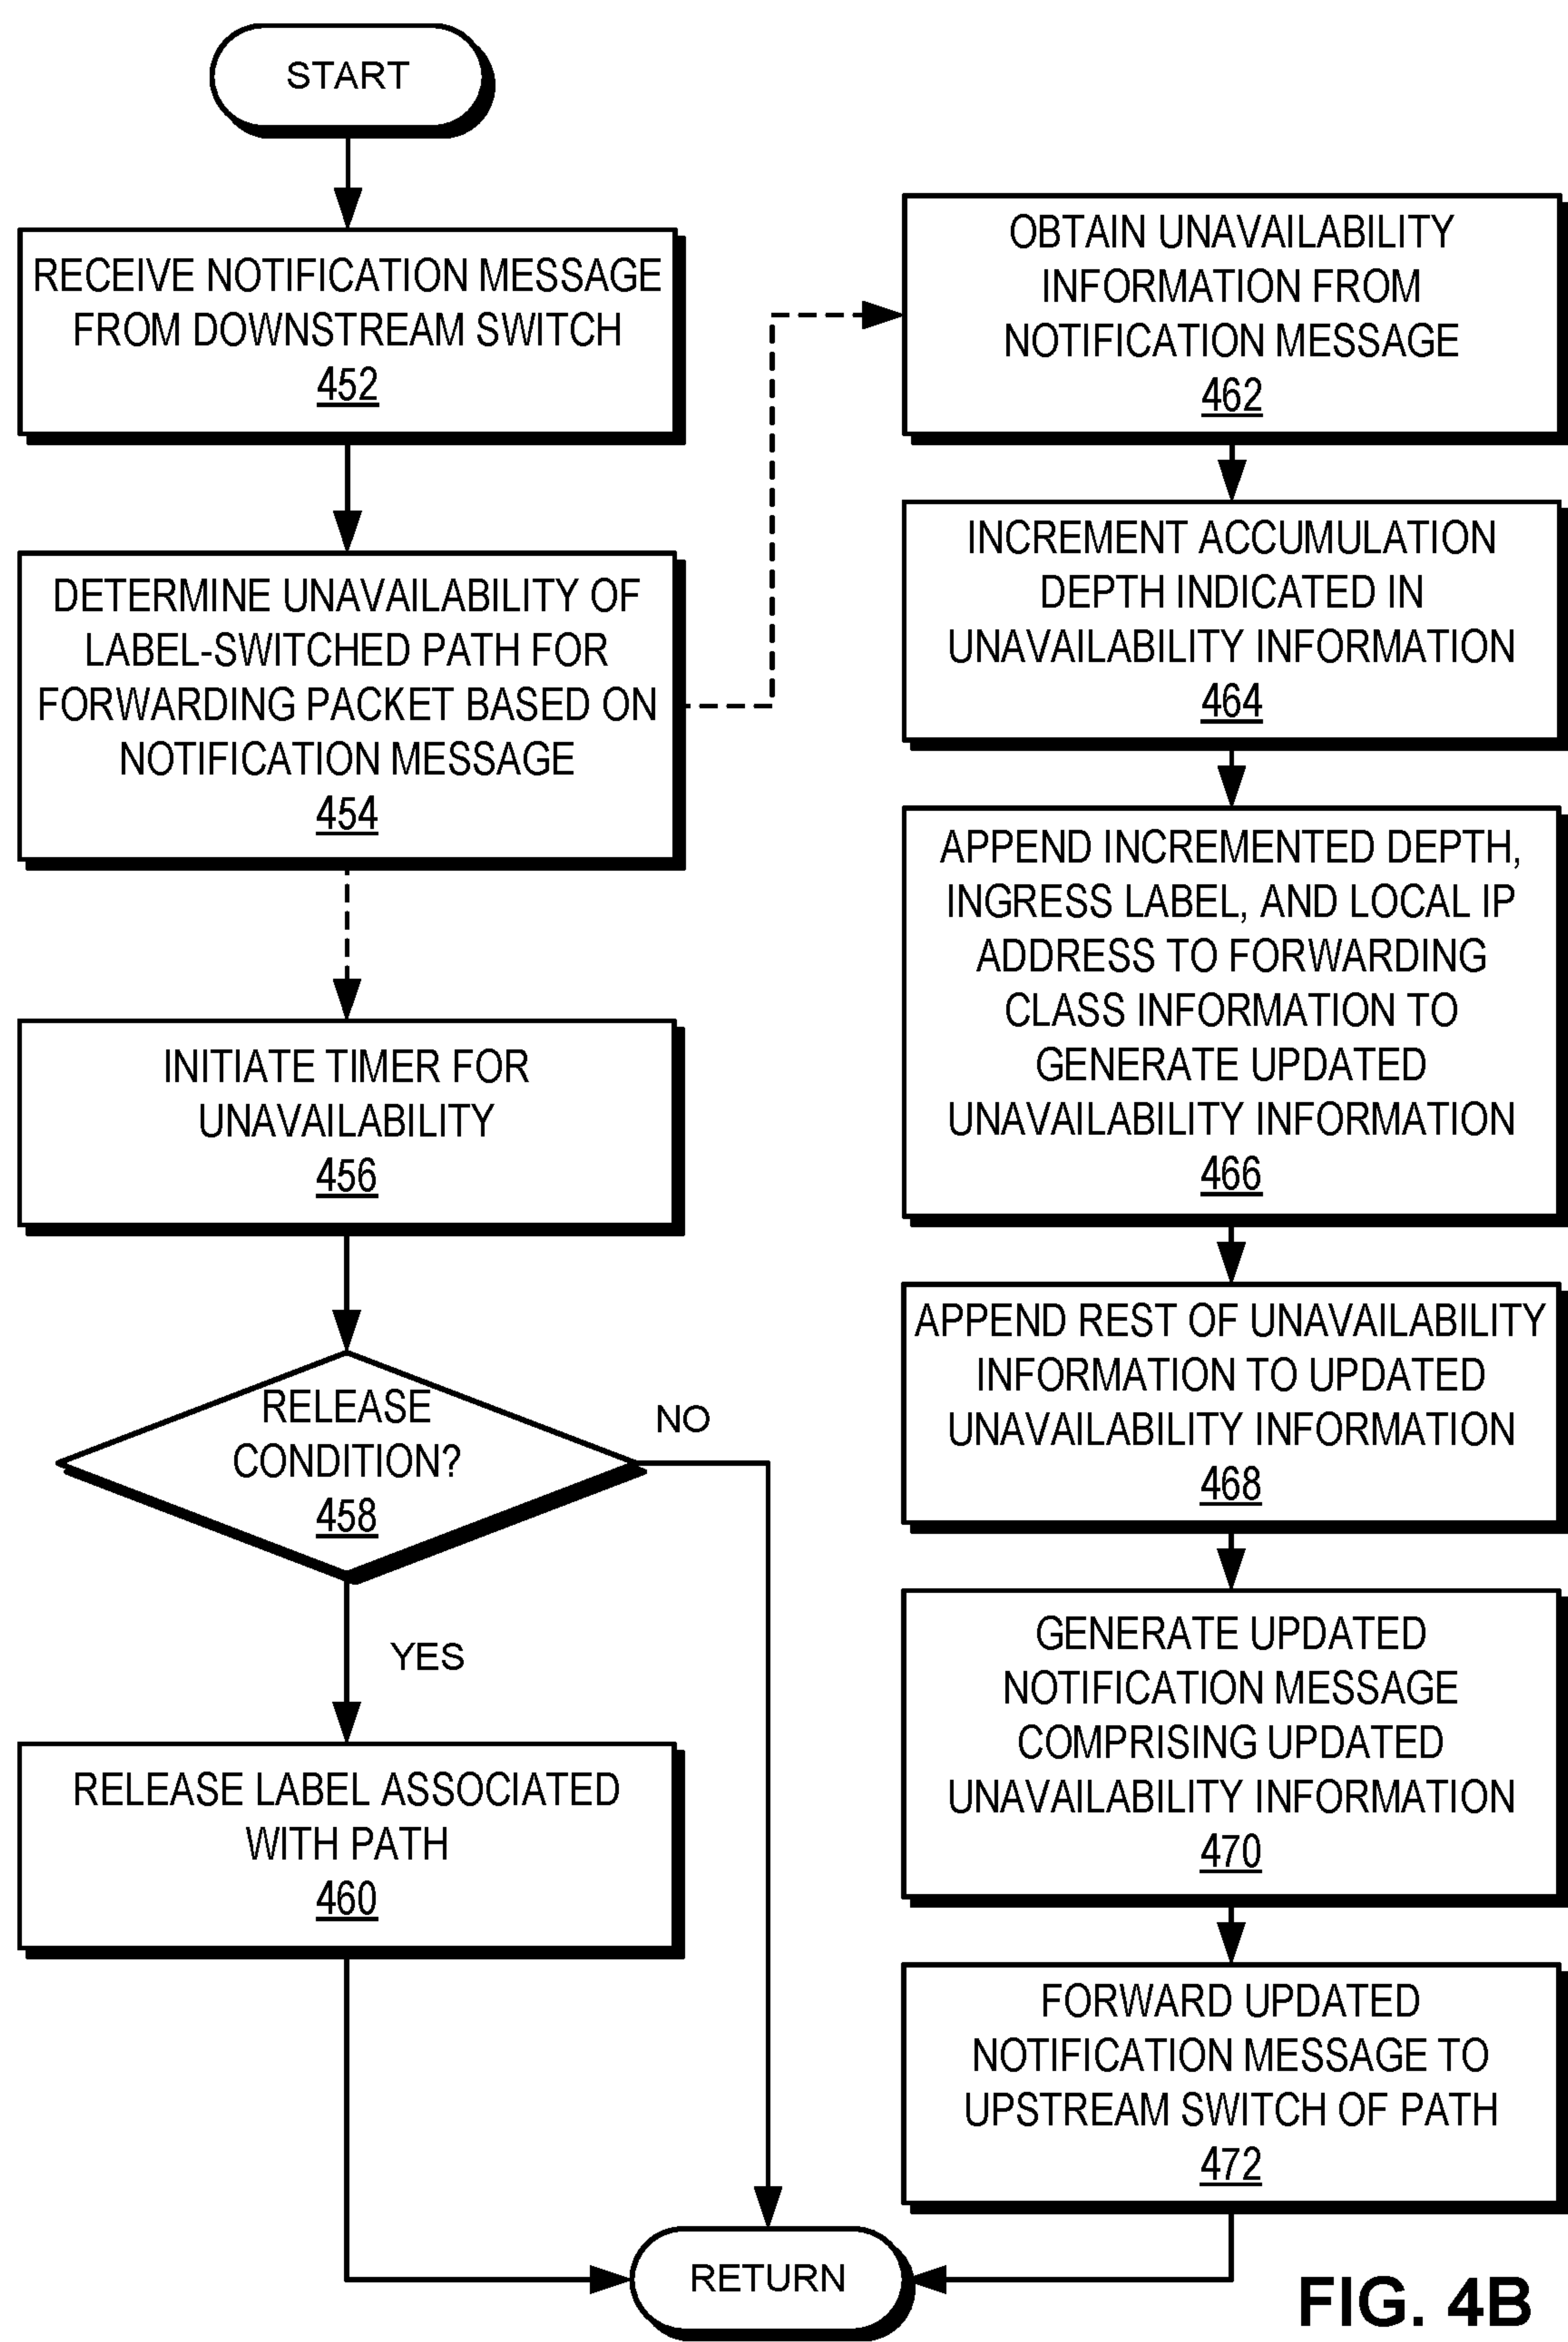 START
RECEIVE NOTIFICATION MESSAGE
FROM DOWNSTREAM SWITCH
452
DETERMINE UNAVAILABILITY OF
LABEL-SWITCHED PATH FOR
FORWARDING PACKET BASED ON
NOTIFICATION MESSAGE
454
INITIATE TIMER FOR
UNAVAILABILITY
456
RELEASE
CONDITION?
458
NO
YES
RELEASE LABEL ASSOCIATED
WITH PATH
460
OBTAIN UNAVAILABILITY
INFORMATION FROM
NOTIFICATION MESSAGE
462
INCREMENT ACCUMULATION
DEPTH INDICATED IN
UNAVAILABILITY INFORMATION
464
APPEND INCREMENTED DEPTH,
INGRESS LABEL, AND LOCAL IP
ADDRESS TO FORWARDING
CLASS INFORMATION TO
GENERATE UPDATED
UNAVAILABILITY INFORMATION
466
APPEND REST OF UNAVAILABILITY
INFORMATION TO UPDATED
UNAVAILABILITY INFORMATION
468
GENERATE UPDATED
NOTIFICATION MESSAGE
COMPRISING UPDATED
UNAVAILABILITY INFORMATION
470
FORWARD UPDATED
NOTIFICATION MESSAGE TO
UPSTREAM SWITCH OF PATH
472
RETURN
FIG. 4B